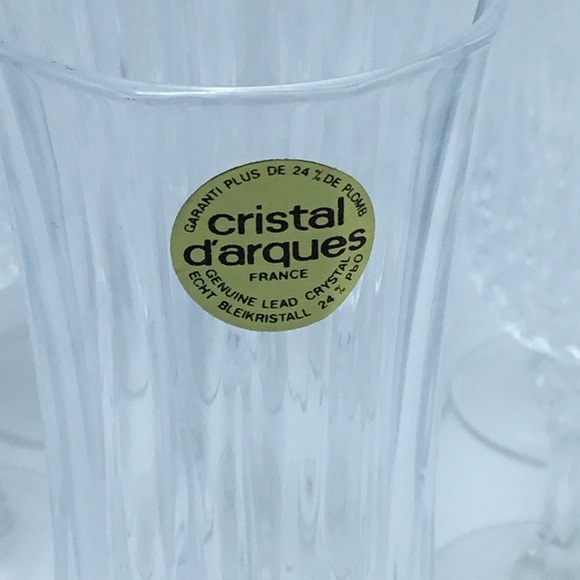 GARANTI PLUS DE 24 % DE PLOMB
cristal
d'arques
FRANCE
GENUINE LEAD CRYSTAL
ECHT BLEIKRISTALL 24 % PbO